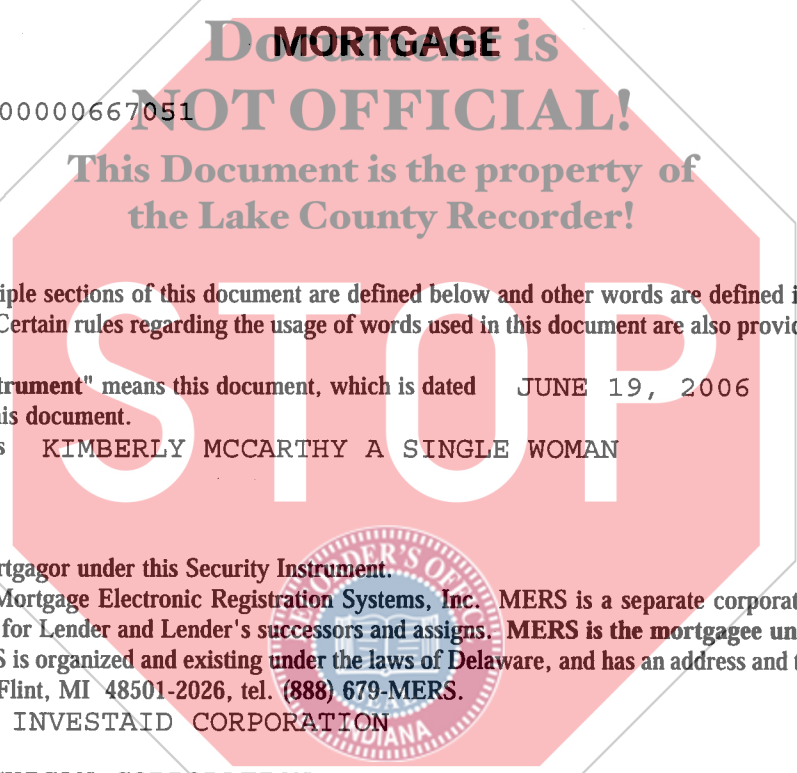 Document is
MORTGAGE
00000667051
NOT OFFICIAL!
This Document is the property of
the Lake County Recorder!
iple sections of this document are defined below and other words are defined i
Certain rules regarding the usage of words used in this document are also provid
STOP
trument" means this document, which is dated JUNE 19, 2006
is document.
s KIMBERLY MCCARTHY A SINGLE WOMAN
rtgagor under this Security Instrument.
Mortgage Electronic Registration Systems, Inc. MERS is a separate corporat
for Lender and Lender's successors and assigns. MERS is the mortgagee un
S is organized and existing under the laws of Delaware, and has an address and t
Flint, MI 48501-2026, tel. (888) 679-MERS.
INVESTAID CORPORATION
RECORDER'S OFFICE
SEAL
INDIANA